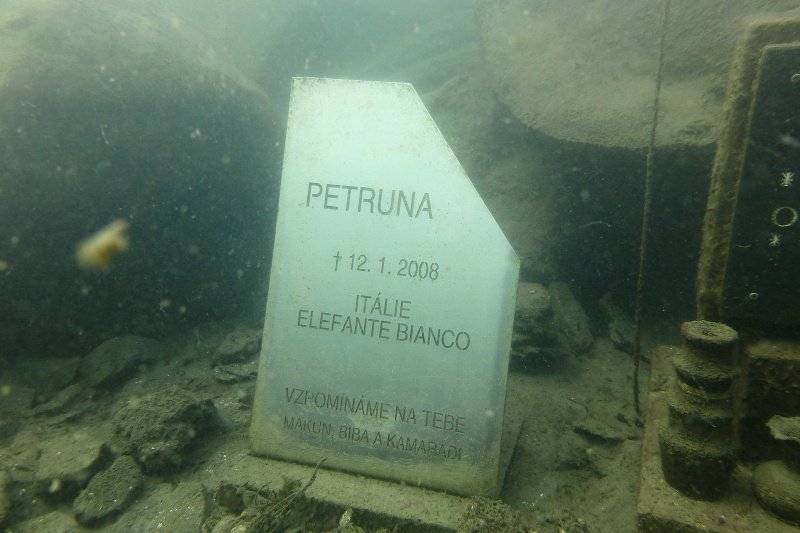 PETRUNA
† 12. 1. 2008
ITÁLIE
ELEFANTE BIANCO
VZPOMÍNÁME NA TEBE
MAKUN, BIBA A KAMARÁDI